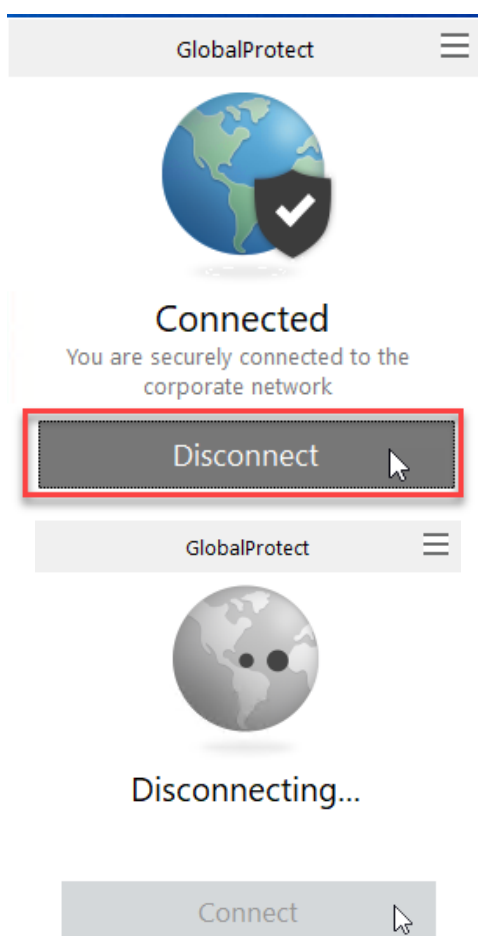 GlobalProtect
Connected
You are securely connected to the
corporate network
Disconnect
GlobalProtect
Disconnecting...
Connect